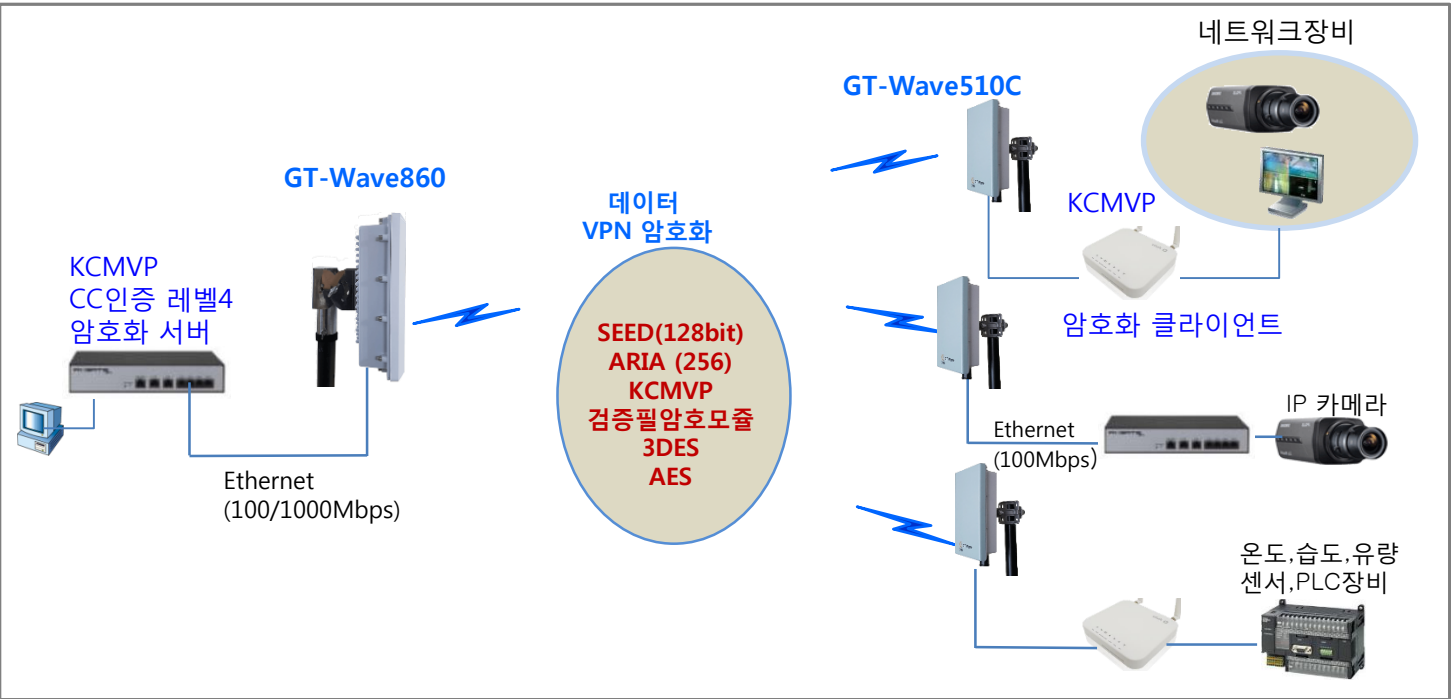 네트워크장비
GT-Wave510C
GT-Wave860
KCMVP
데이터
VPN 암호화
KCMVP
CC인증 레벨4
암호화 서버
암호화 클라이언트
SEED(128bit)
ARIA (256)
KCMVP
검증필암호모쥴
3DES
AES
IP 카메라
Ethernet
(100Mbps)
Ethernet
(100/1000Mbps)
온도,습도,유량
센서,PLC장비